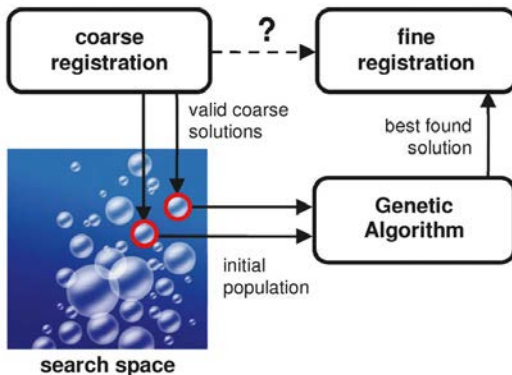 coarse
registration
?
fine
registration
valid coarse
solutions
best found
solution
Genetic
Algorithm
initial
population
search space